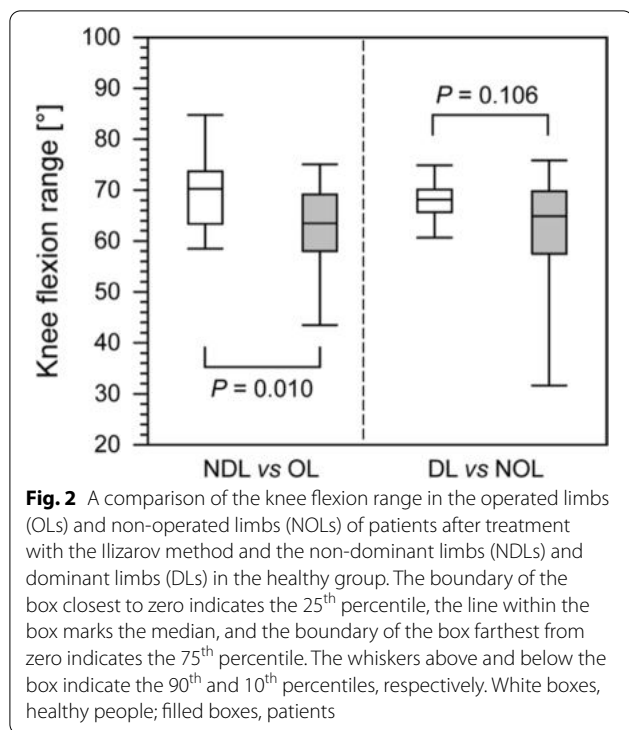 100
90
80
70
60
50
40
30
20
Knee flexion range [°]
P = 0.106
P = 0.010
NDL vs OL
DL vs NOL
Fig. 2 A comparison of the knee flexion range in the operated limbs
(OLs) and non-operated limbs (NOLs) of patients after treatment
with the Ilizarov method and the non-dominant limbs (NDLs) and
dominant limbs (DLs) in the healthy group. The boundary of the
box closest to zero indicates the 25th percentile, the line within the
box marks the median, and the boundary of the box farthest from
zero indicates the 75th percentile. The whiskers above and below the
box indicate the 90th and 10th percentiles, respectively. White boxes,
healthy people; filled boxes, patients